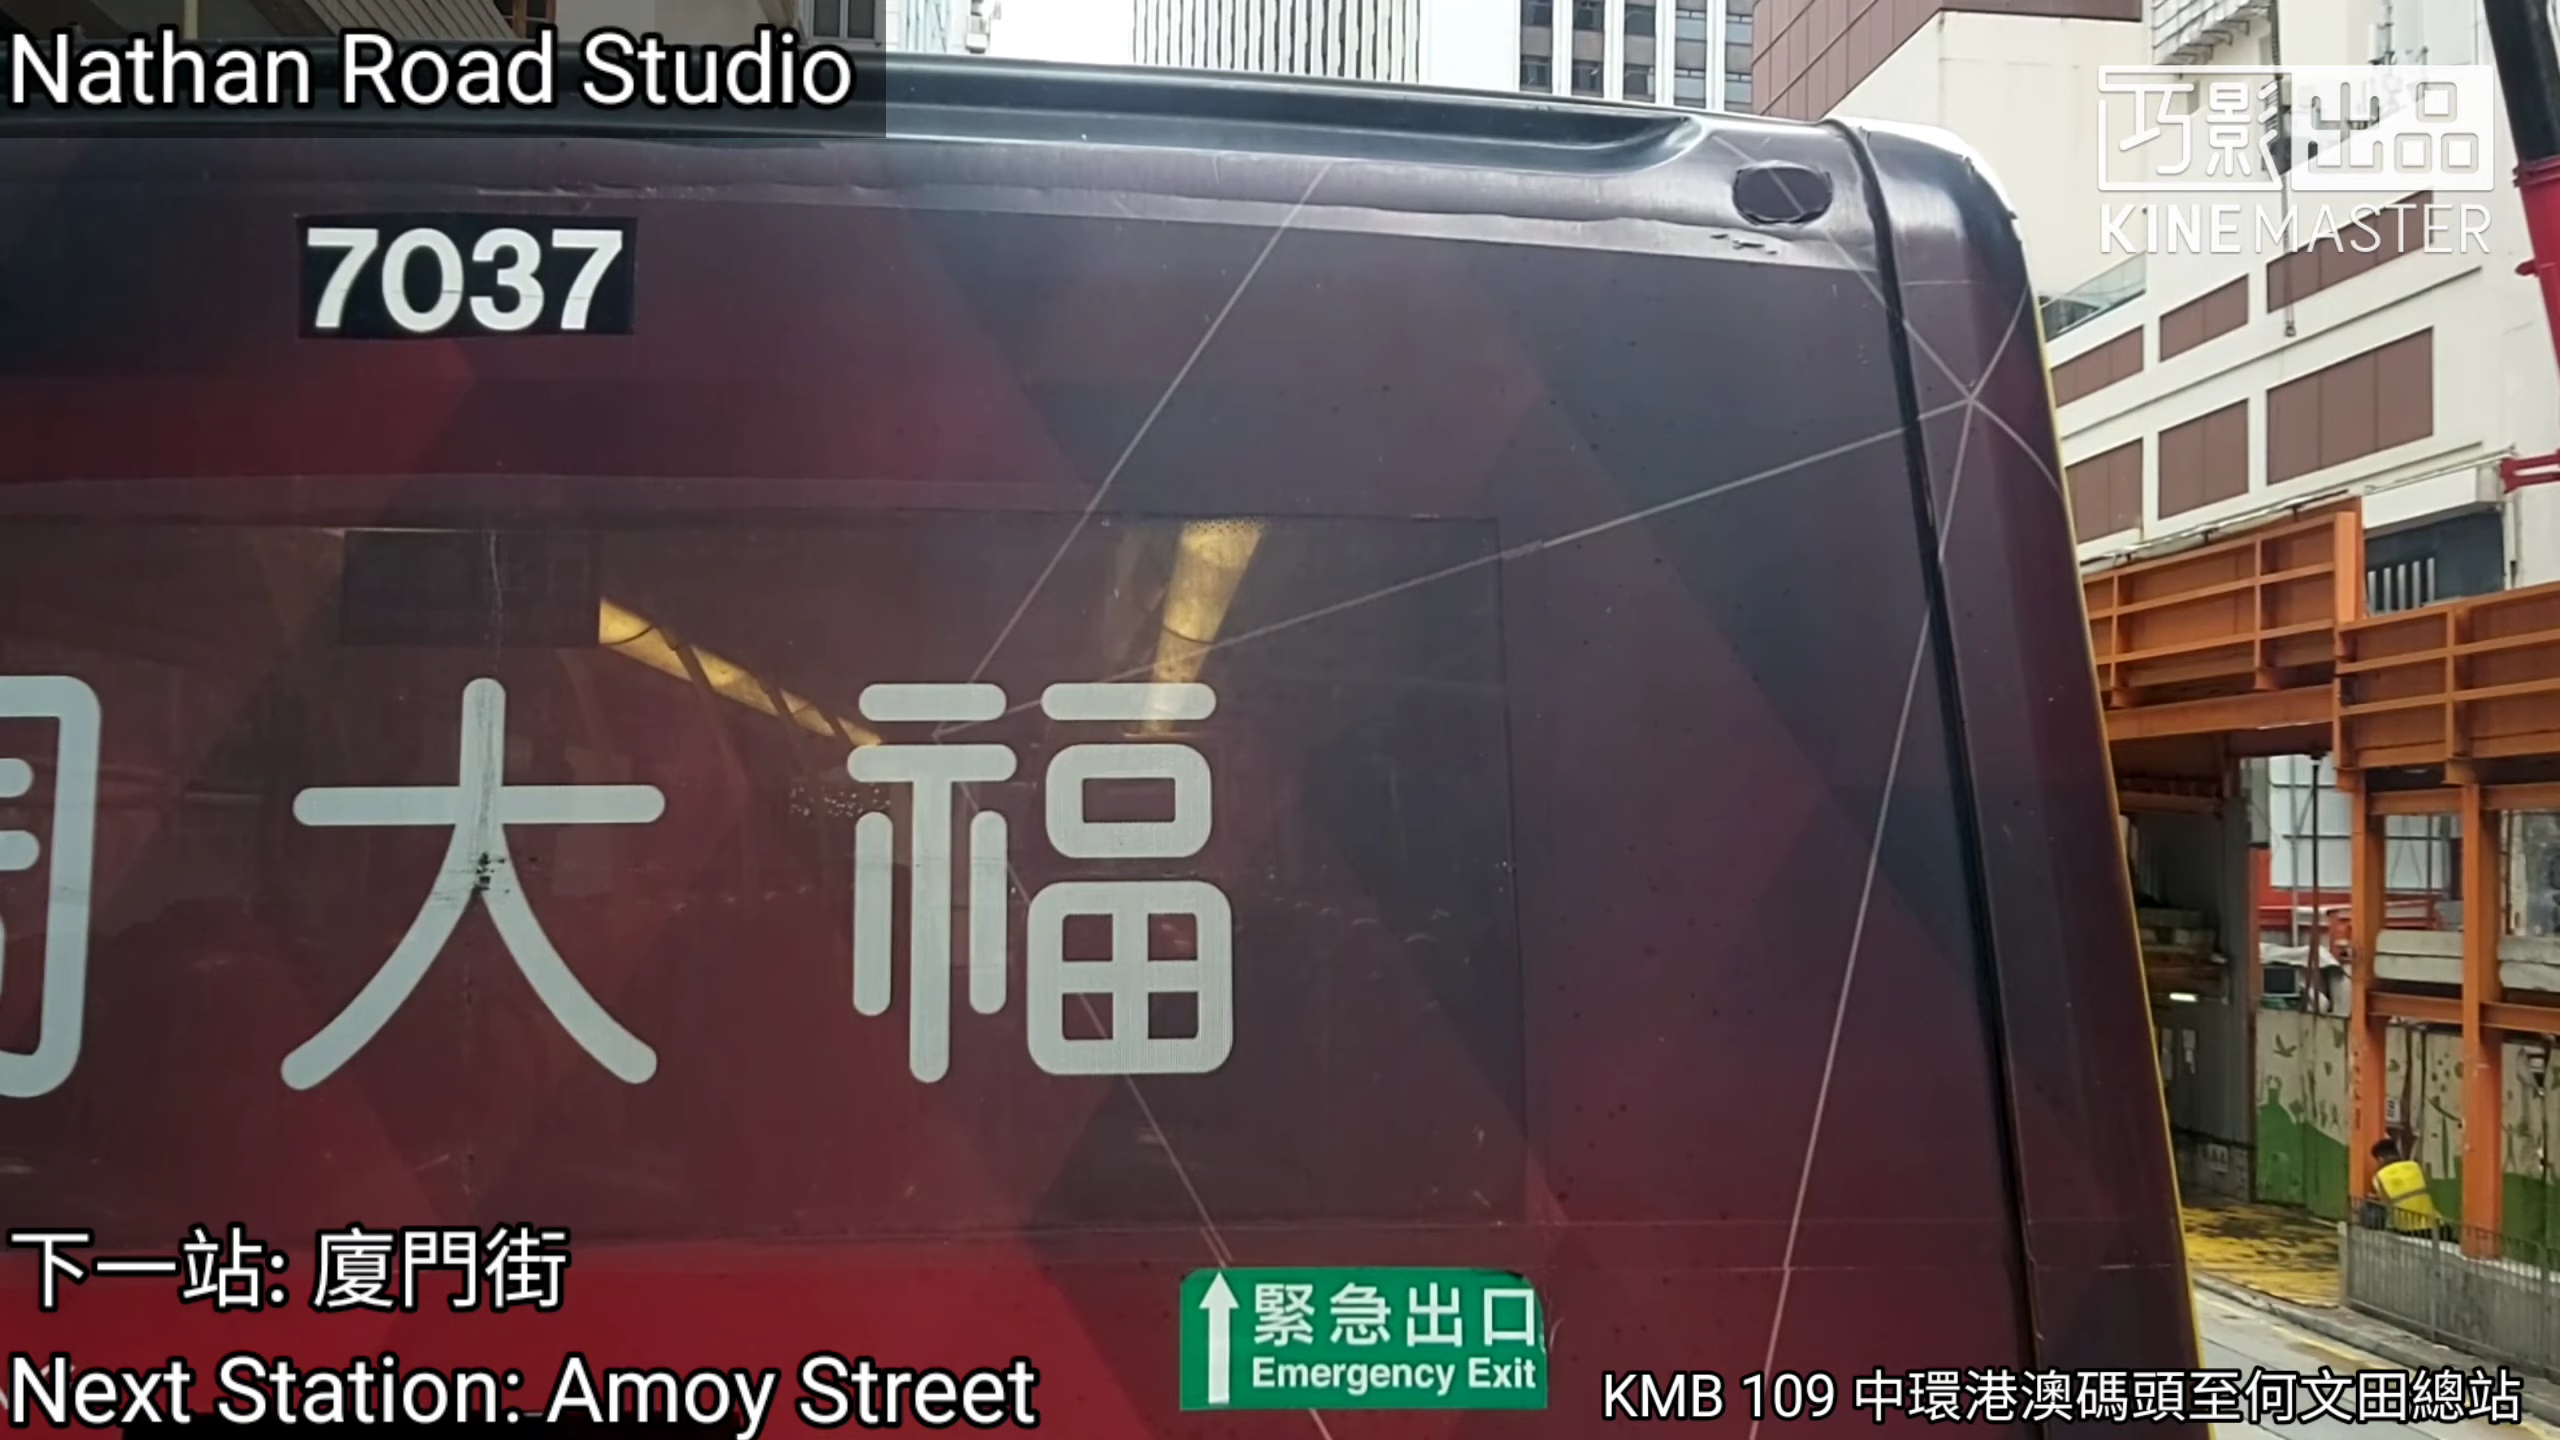 Nathan Road Studio
巧影出品
KINEMASTER
7037
周大福
下一站: 廈門街
Next Station: Amoy Street
緊急出口
Emergency Exit
KMB 109 中環港澳碼頭至何文田總站